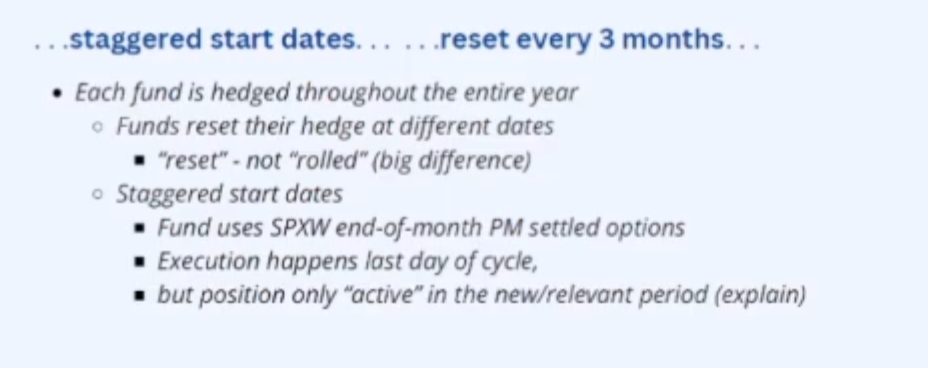 . . .staggered start dates. . . . . .reset every 3 months. . .
• Each fund is hedged throughout the entire year
○ Funds reset their hedge at different dates
■ “reset” - not “rolled” (big difference)
○ Staggered start dates
■ Fund uses SPXW end-of-month PM settled options
■ Execution happens last day of cycle,
■ but position only “active” in the new/relevant period (explain)